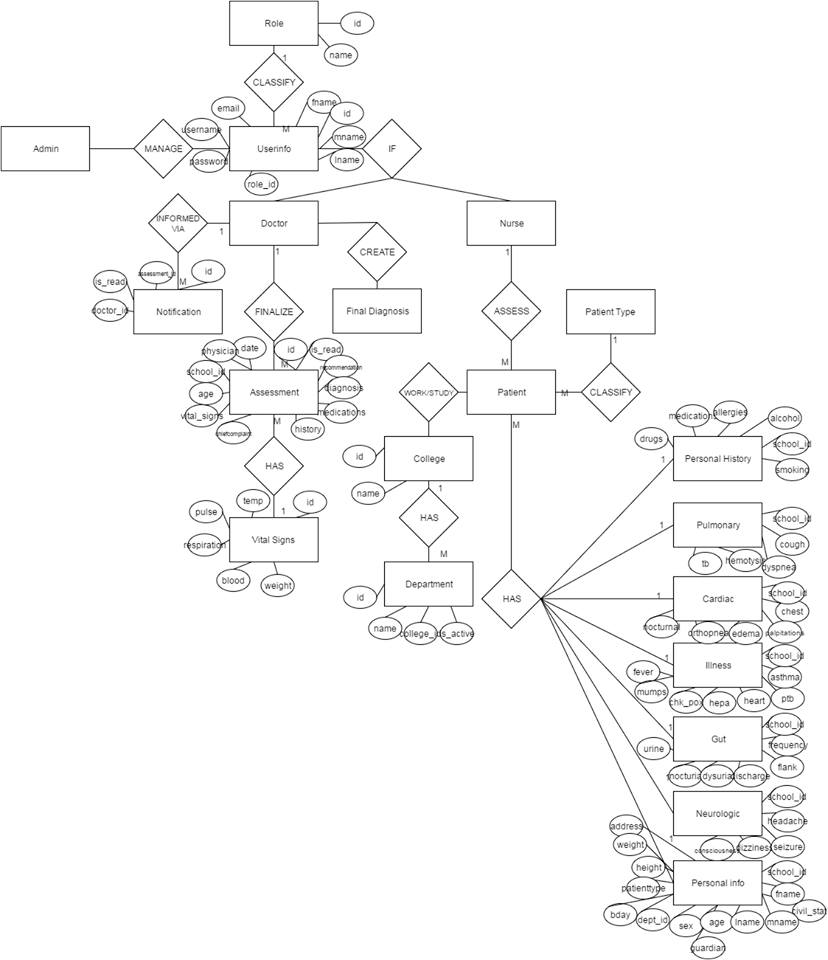 Role
id
name
1
CLASSIFY
M
fname
email
id
username
mname
Admin
MANAGE
Userinfo
IF
password
lname
role_id
INFORMED
VIA
1
Doctor
Nurse
CREATE
1
1
assessment_id
id
is_read
M
doctor_id
Notification
FINALIZE
Final Diagnosis
ASSESS
Patient Type
1
physician
date
id
is_read
M
recommendation
M
school_id
age
Assessment
diagnosis
WORK/STUDY
Patient
M
CLASSIFY
vital_signs
medications
chiefcomplaint
M
history
M
medications
allergies
alcohol
drugs
school_id
1
Personal History
smoking
HAS
id
College
name
1
temp
id
pulse
1
HAS
respiration
Vital Signs
M
blood
weight
school_id
1
Pulmonary
cough
tb
hemotysis
dyspnea
id
Department
HAS
name
college_id
is_active
1
Cardiac
school_id
chest
nocturnal
orthopnea
edema
palpitations
school_id
1
Illness
fever
asthma
mumps
chk_pox
hepa
heart
ptb
school_id
1
urine
Gut
frequency
flank
nocturia
dysuria
discharge
school_id
Neurologic
headache
address
1
weight
consciousness
dizziness
seizure
height
school_id
patienttype
Personal info
fname
bday
dept_id
sex
age
lname
mname
civil_stat
guardian